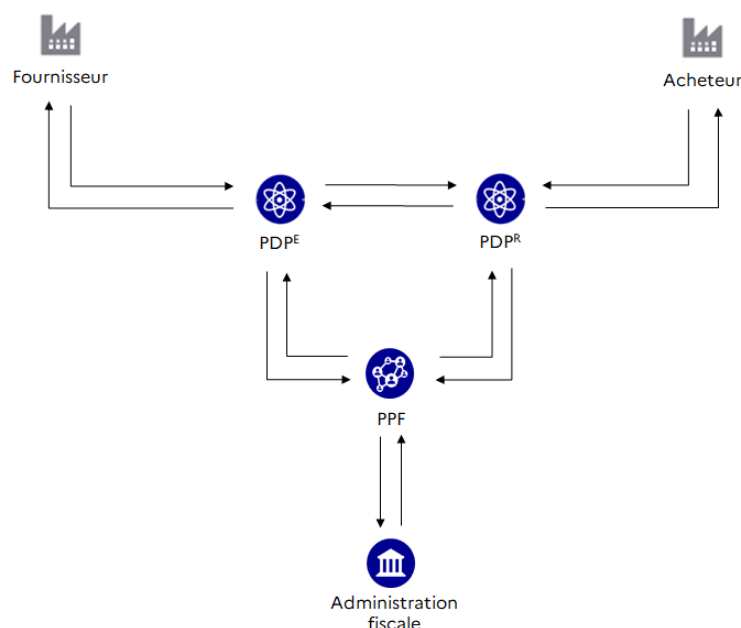 Fournisseur
Acheteur
PDPᴱ
PDPᴿ
PPF
Administration
fiscale